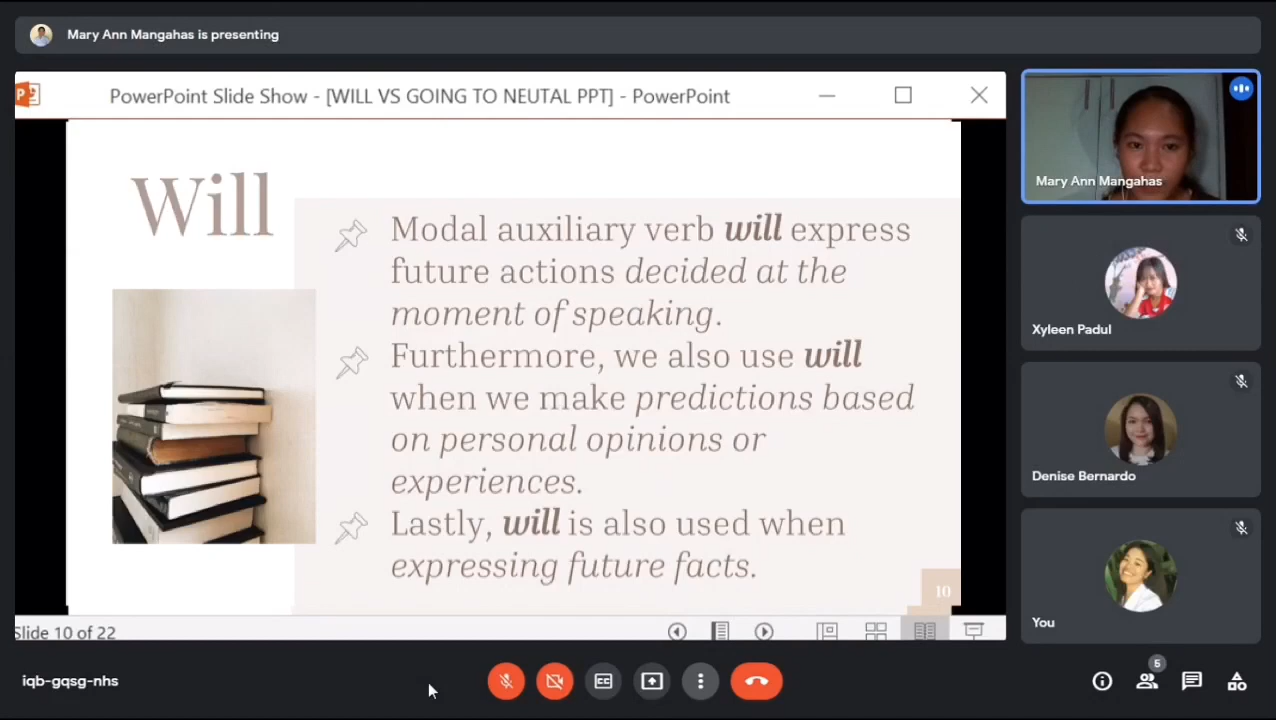 Mary Ann Mangahas is presenting
PowerPoint Slide Show - [WILL VS GOING TO NEUTAL PPT] - PowerPoint
P
Will
Modal auxiliary verb will express
future actions decided at the
moment of speaking.
Furthermore, we also use will
when we make predictions based
on personal opinions or
experiences.
Lastly, will is also used when
expressing future facts.
10
Slide 10 of 22
Mary Ann Mangahas
Xyleen Padul
Denise Bernardo
You
iqb-gqsg-nhs
CC
5